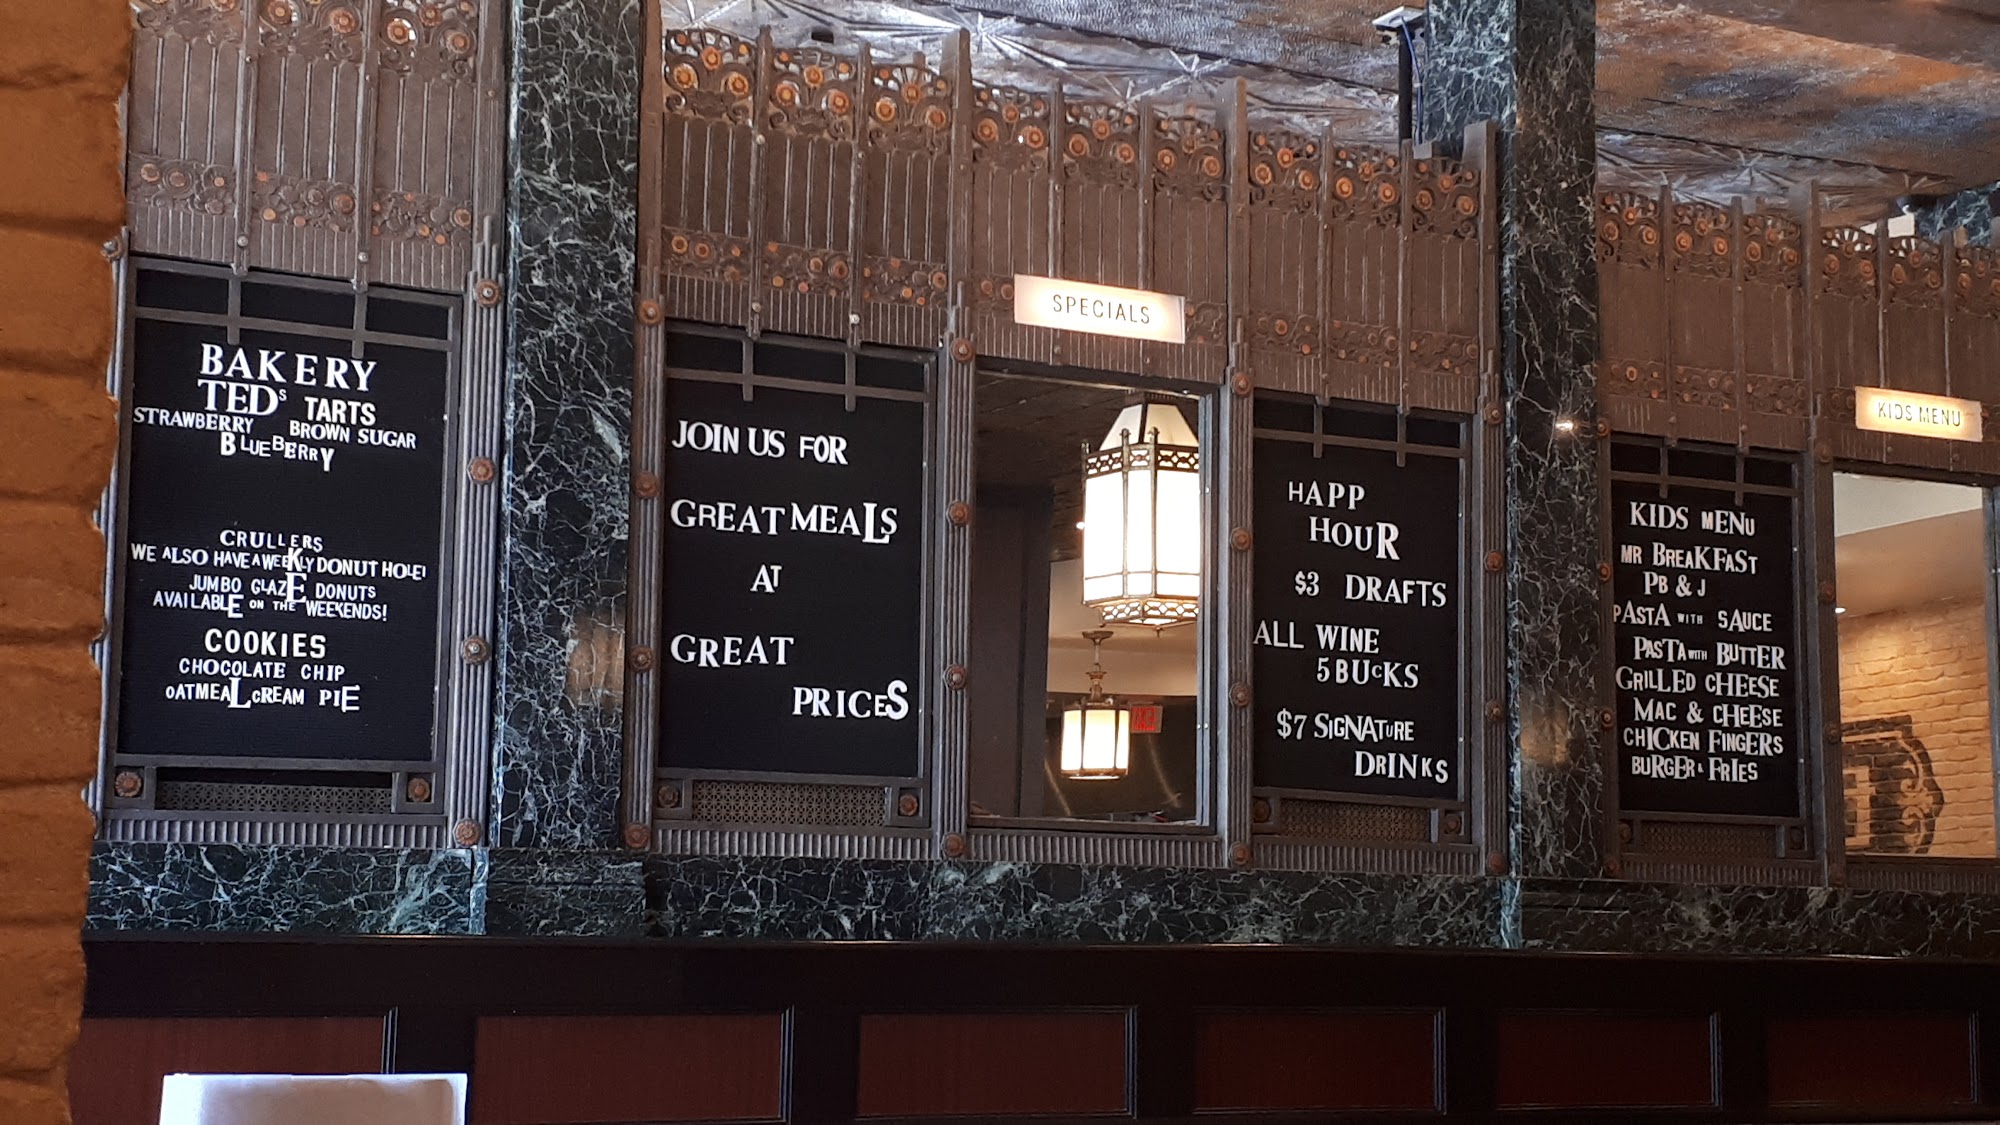 BAKERY
TEDs TARTS
STRAWBERRY BROWN SUGAR
BLUEBERRY
CRULLERS
WE ALSO HAVE A WEEKLY DONUT HOLE!
JUMBO GLAZE DONUTS
AVAILABLE ON THE WEEKENDS!
COOKIES
CHOCOLATE CHIP
OATMEAL CREAM PIE
JOIN US FOR
GREAT MEALS
AT
GREAT
PRICES
SPECIALS
HAPP
HOUR
$3 DRAFTS
ALL WINE
5 BUCKS
$7 SIGNATURE
DRINKS
KIDS MENU
MR BREAKFAST
PB & J
PASTA WITH SAUCE
PASTA WITH BUTTER
GRILLED CHEESE
MAC & CHEESE
CHICKEN FINGERS
BURGER & FRIES
KIDS MENU